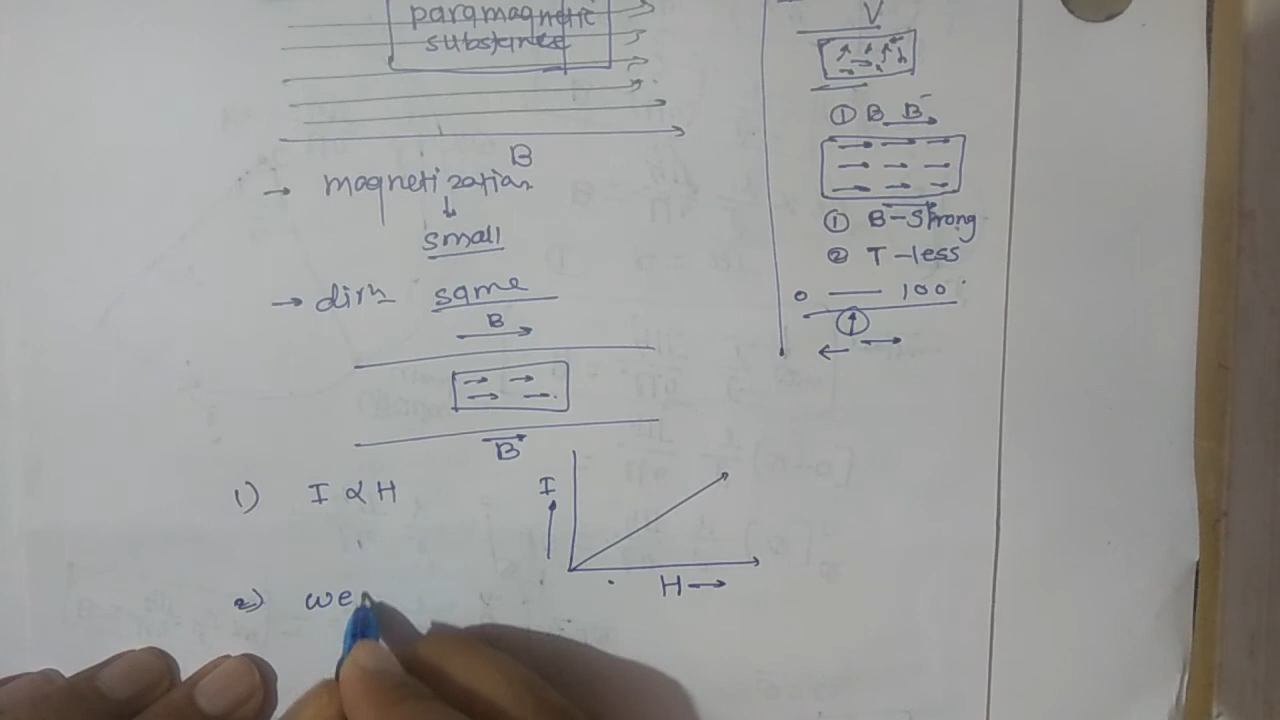 paramagnetic
substance
B
→ magnetization
↓
small
→ dirn same
B
B
1) I ∝ H
I
H →
2) we
V
① B B
① B - Strong
② T - less
0 — 100